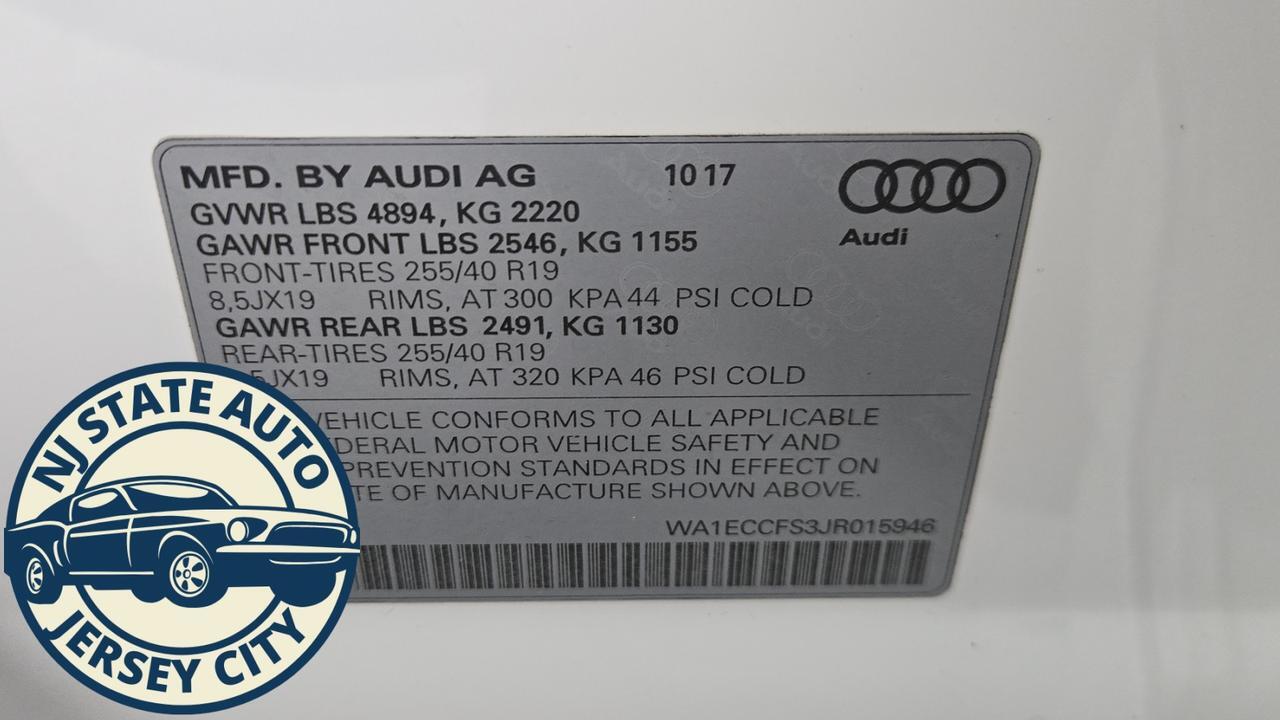 MFD. BY AUDI AG 10 17
GVWR LBS 4894, KG 2220
GAWR FRONT LBS 2546, KG 1155
FRONT-TIRES 255/40 R19
8,5JX19 RIMS, AT 300 KPA 44 PSI COLD
GAWR REAR LBS 2491, KG 1130
REAR-TIRES 255/40 R19
5JX19 RIMS, AT 320 KPA 46 PSI COLD
VEHICLE CONFORMS TO ALL APPLICABLE
MOTOR VEHICLE SAFETY AND
PREVENTION STANDARDS IN EFFECT ON
OF MANUFACTURE SHOWN ABOVE.
WA1ECCFS3JR015946
Audi
NJ STATE AUTO
JERSEY CITY